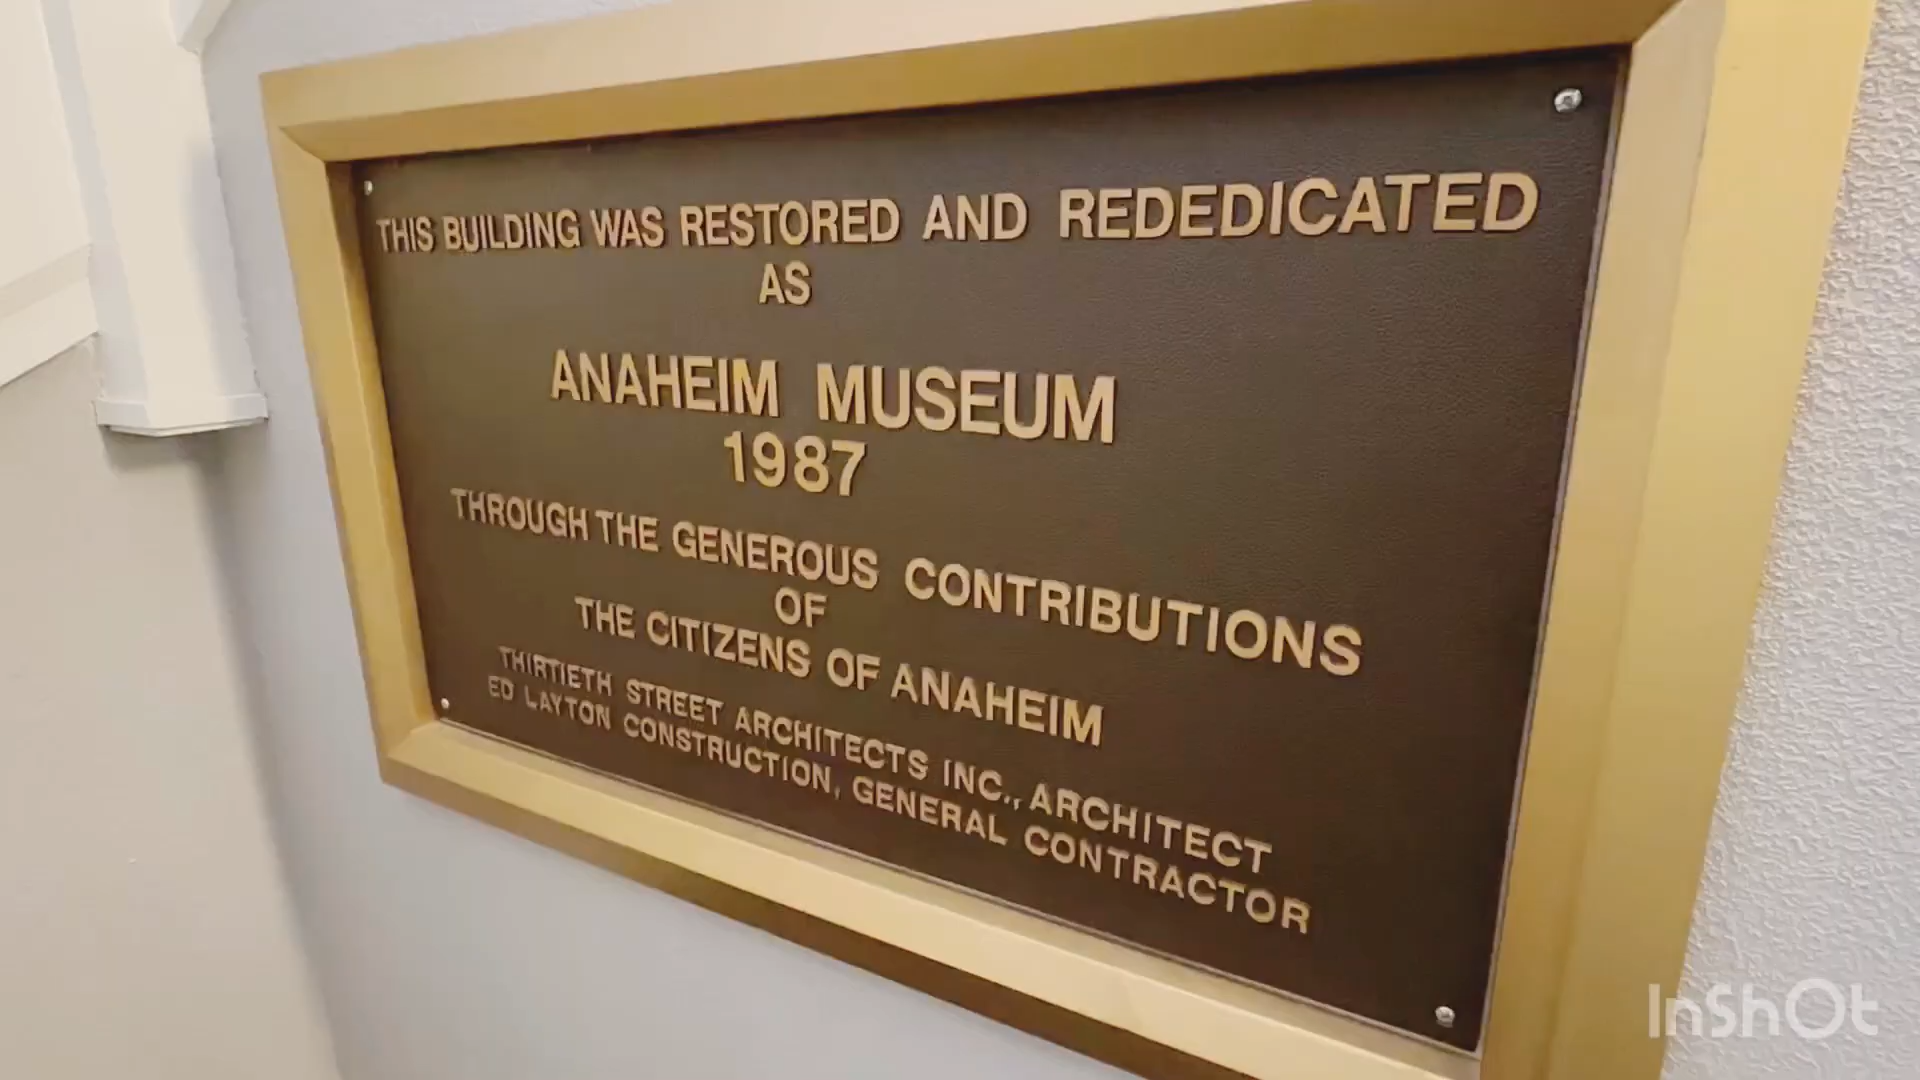 THIS BUILDING WAS RESTORED AND REDEDICATED
AS
ANAHEIM MUSEUM
1987
THROUGH THE GENEROUS CONTRIBUTIONS
OF
THE CITIZENS OF ANAHEIM
THIRTIETH STREET ARCHITECTS INC., ARCHITECT
ED LAYTON CONSTRUCTION, GENERAL CONTRACTOR
InShOt